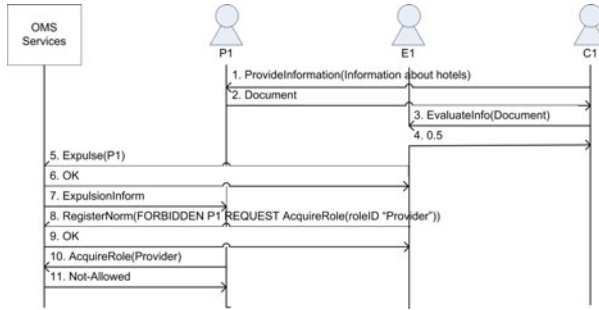 OMS
Services
P1
E1
C1
1. ProvideInformation(Information about hotels)
2. Document
3. EvaluateInfo(Document)
4. 0.5
5. Expulse(P1)
6. OK
7. ExpulsionInform
8. RegisterNorm(FORBIDDEN P1 REQUEST AcquireRole(roleID “Provider”))
9. OK
10. AcquireRole(Provider)
11. Not-Allowed